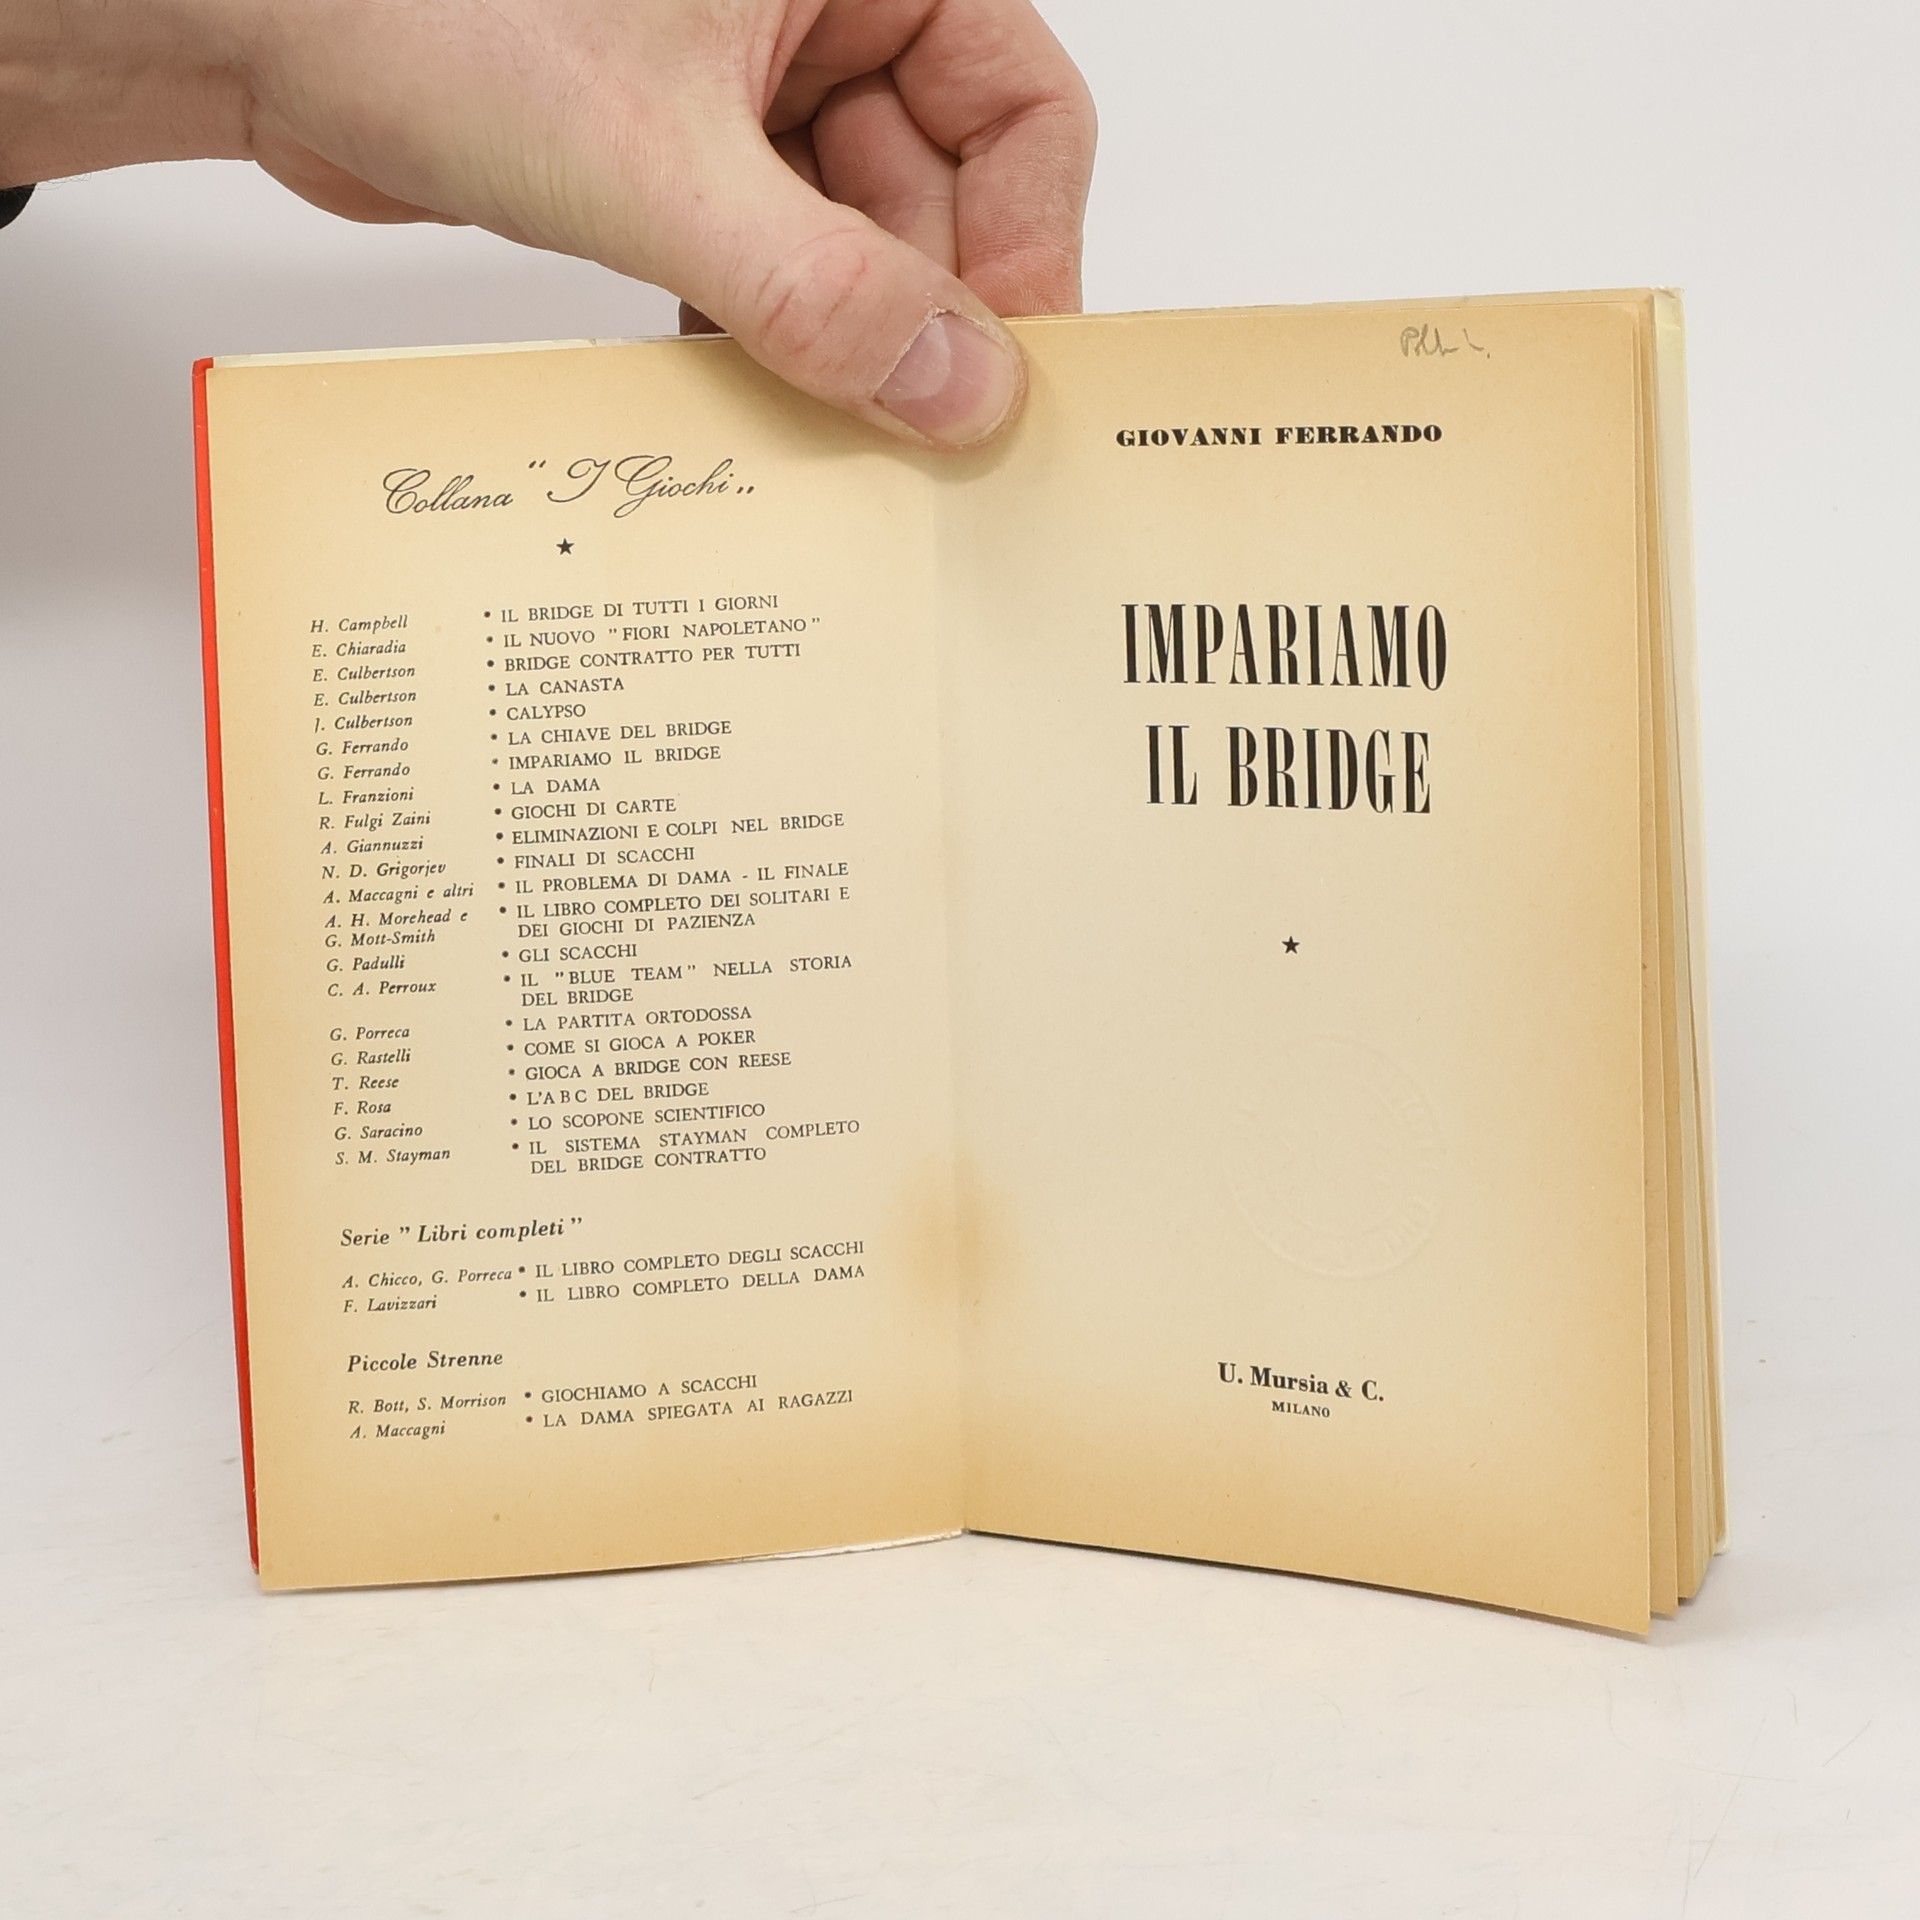 Collana " I Giochi „
★
H. Campbell • IL BRIDGE DI TUTTI I GIORNI
E. Chiaradia • IL NUOVO " FIORI NAPOLETANO "
E. Culbertson • BRIDGE CONTRATTO PER TUTTI
E. Culbertson • LA CANASTA
J. Culbertson • CALYPSO
G. Ferrando • LA CHIAVE DEL BRIDGE
G. Ferrando • IMPARIAMO IL BRIDGE
L. Franzioni • LA DAMA
R. Fulgi Zaini • GIOCHI DI CARTE
A. Giannuzzi • ELIMINAZIONI E COLPI NEL BRIDGE
N. D. Grigorjev • FINALI DI SCACCHI
A. Maccagni e altri • IL PROBLEMA DI DAMA - IL FINALE
A. H. Morehead e • IL LIBRO COMPLETO DEI SOLITARI E
G. Mott-Smith DEI GIOCHI DI PAZIENZA
G. Padulli • GLI SCACCHI
C. A. Perroux • IL " BLUE TEAM " NELLA STORIA
DEL BRIDGE
G. Porreca • LA PARTITA ORTODOSSA
G. Rastelli • COME SI GIOCA A POKER
T. Reese • GIOCA A BRIDGE CON REESE
F. Rosa • L'A B C DEL BRIDGE
G. Saracino • LO SCOPONE SCIENTIFICO
S. M. Stayman • IL SISTEMA STAYMAN COMPLETO
DEL BRIDGE CONTRATTO
Serie " Libri completi "
A. Chicco, G. Porreca • IL LIBRO COMPLETO DEGLI SCACCHI
F. Lavizzari • IL LIBRO COMPLETO DELLA DAMA
Piccole Strenne
R. Bott, S. Morrison • GIOCHIAMO A SCACCHI
A. Maccagni • LA DAMA SPIEGATA AI RAGAZZI
GIOVANNI FERRANDO
IMPARIAMO
IL BRIDGE
★
U. Mursia & C.
MILANO